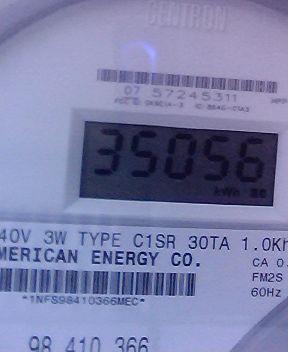 CENTRON
07 57245311
35056
kWh
40V 3W TYPE C1SR 30TA 1.0Kh
MERICAN ENERGY CO.
CA 0.
FM2S
60Hz
*1NFS98410366MEC*
98 410 366